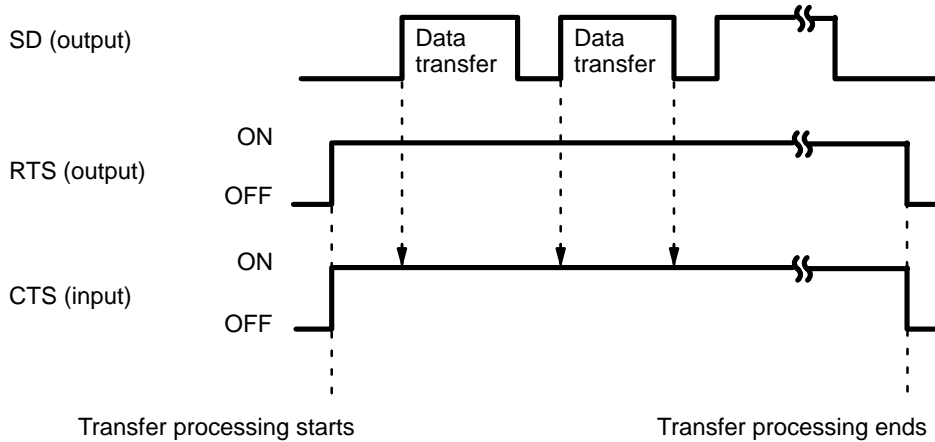 SD (output)
Data
transfer
Data
transfer
ON
RTS (output)
OFF
ON
CTS (input)
OFF
Transfer processing starts
Transfer processing ends